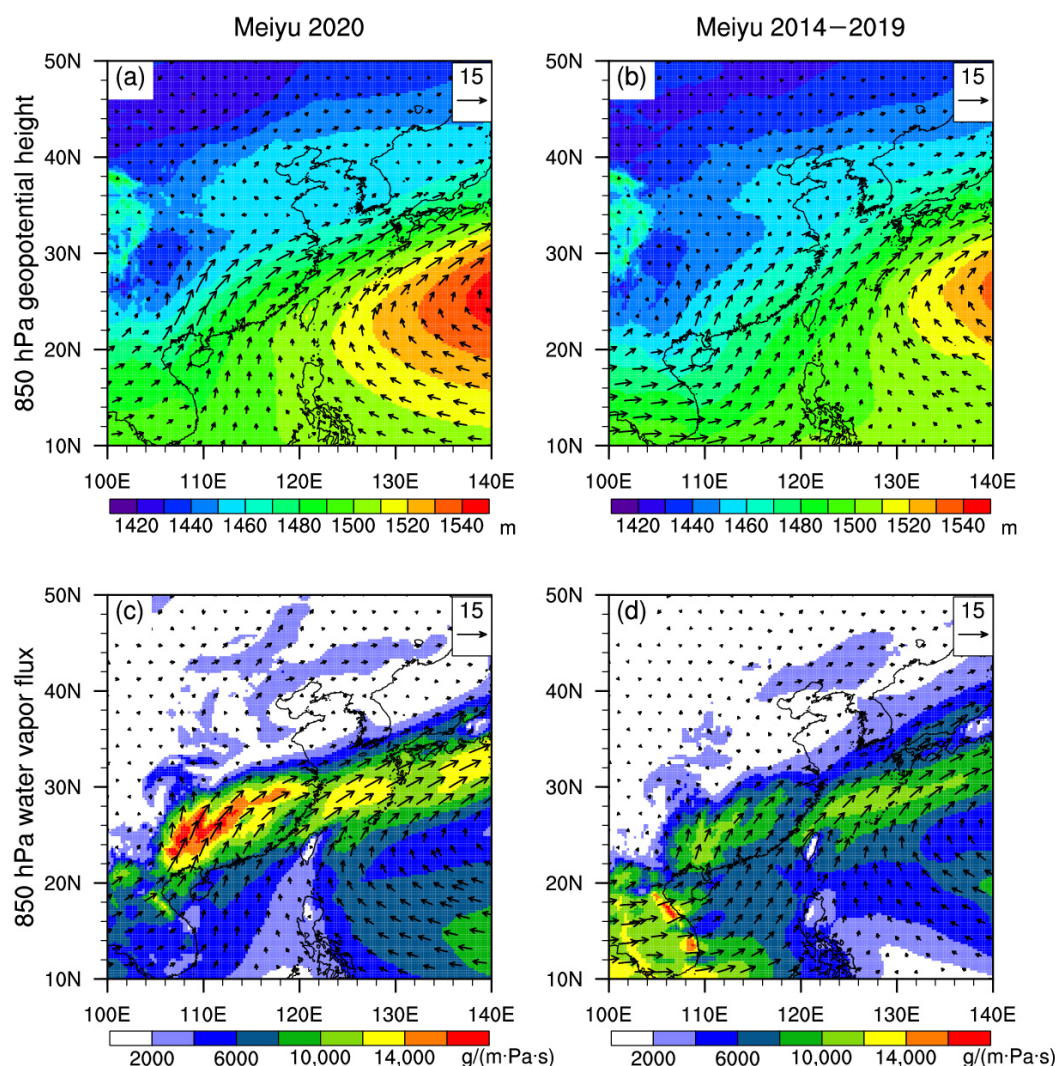 Meiyu 2020
Meiyu 2014−2019
850 hPa geopotential height
50N
40N
30N
20N
10N
(a)
15
100E 110E 120E 130E 140E
1420 1440 1460 1480 1500 1520 1540 m
50N
40N
30N
20N
10N
(b)
15
100E 110E 120E 130E 140E
1420 1440 1460 1480 1500 1520 1540 m
850 hPa water vapor flux
50N
40N
30N
20N
10N
(c)
15
100E 110E 120E 130E 140E
2000 6000 10,000 14,000 g/(m·Pa·s)
50N
40N
30N
20N
10N
(d)
15
100E 110E 120E 130E 140E
2000 6000 10,000 14,000 g/(m·Pa·s)